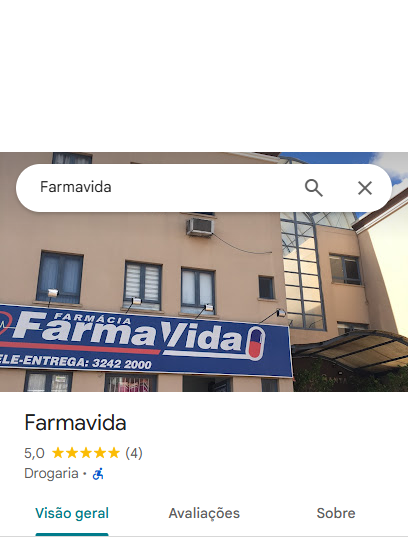 Farmavida
FARMÁCIA
FarmaVida
ELE-ENTREGA: 3242 2000
Farmavida
5,0 (4)
Drogaria ·
Visão geral Avaliações Sobre